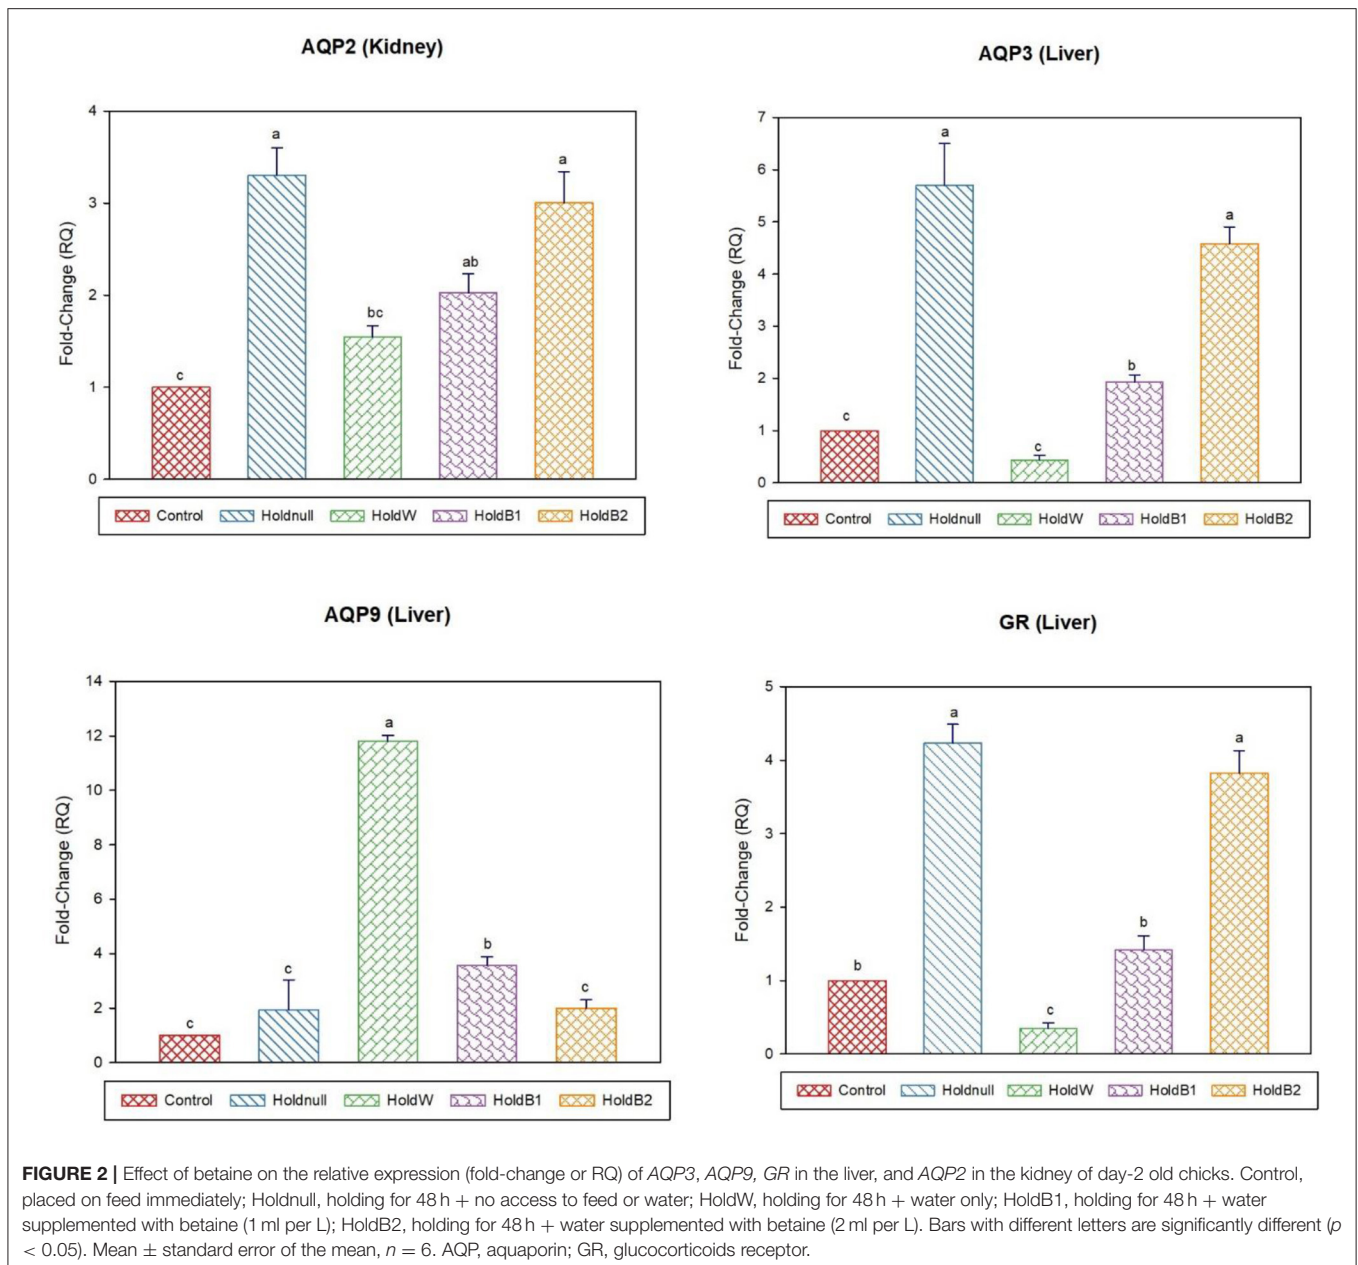 AQP2 (Kidney)
4
3
2
1
0
Fold-Change (RQ)
c
a
bc
ab
a
Control Holdnull HoldW HoldB1 HoldB2
AQP3 (Liver)
7
6
5
4
3
2
1
0
Fold-Change (RQ)
c
a
c
b
a
Control Holdnull HoldW HoldB1 HoldB2
AQP9 (Liver)
14
12
10
8
6
4
2
0
Fold-Change (RQ)
c
c
a
b
c
Control Holdnull HoldW HoldB1 HoldB2
GR (Liver)
5
4
3
2
1
0
Fold-Change (RQ)
b
a
c
b
a
Control Holdnull HoldW HoldB1 HoldB2
FIGURE 2 | Effect of betaine on the relative expression (fold-change or RQ) of AQP3, AQP9, GR in the liver, and AQP2 in the kidney of day-2 old chicks. Control,
placed on feed immediately; Holdnull, holding for 48 h + no access to feed or water; HoldW, holding for 48 h + water only; HoldB1, holding for 48 h + water
supplemented with betaine (1 ml per L); HoldB2, holding for 48 h + water supplemented with betaine (2 ml per L). Bars with different letters are significantly different (p
< 0.05). Mean ± standard error of the mean, n = 6. AQP, aquaporin; GR, glucocorticoids receptor.